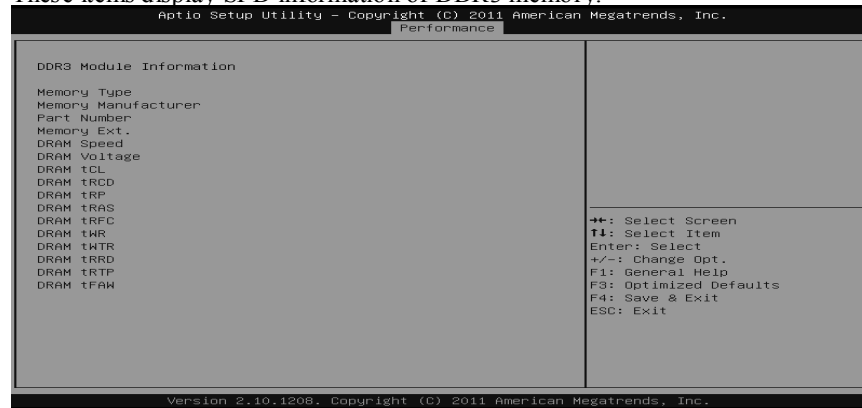 These items display SPD information of DDR3 memory.
Aptio Setup Utility – Copyright (C) 2011 American Megatrends, Inc.
Performance
DDR3 Module Information
Memory Type
Memory Manufacturer
Part Number
Memory Ext.
DRAM Speed
DRAM Voltage
DRAM tCL
DRAM tRCD
DRAM tRP
DRAM tRAS
DRAM tRFC
DRAM tWR
DRAM tWTR
DRAM tRRD
DRAM tRTP
DRAM tFAW
→←: Select Screen
↑↓: Select Item
Enter: Select
+/-: Change Opt.
F1: General Help
F3: Optimized Defaults
F4: Save & Exit
ESC: Exit
Version 2.10.1208. Copyright (C) 2011 American Megatrends, Inc.